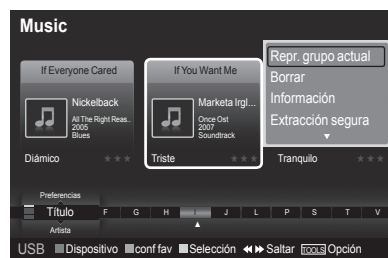 Music
If Everyone Cared
If You Want Me
Repr. grupo actual
Borrar
Información
Extracción segura
Nickelback
All The Right Reas..
2005
Blues
Marketa Irgl...
Once Ost
2007
Soundtrack
Diámico
Triste
Tranquilo
Preferencias
Título
F G H I J L P S T V
Artista
USB Dispositivo conf fav Selección Saltar TOOLS Opción